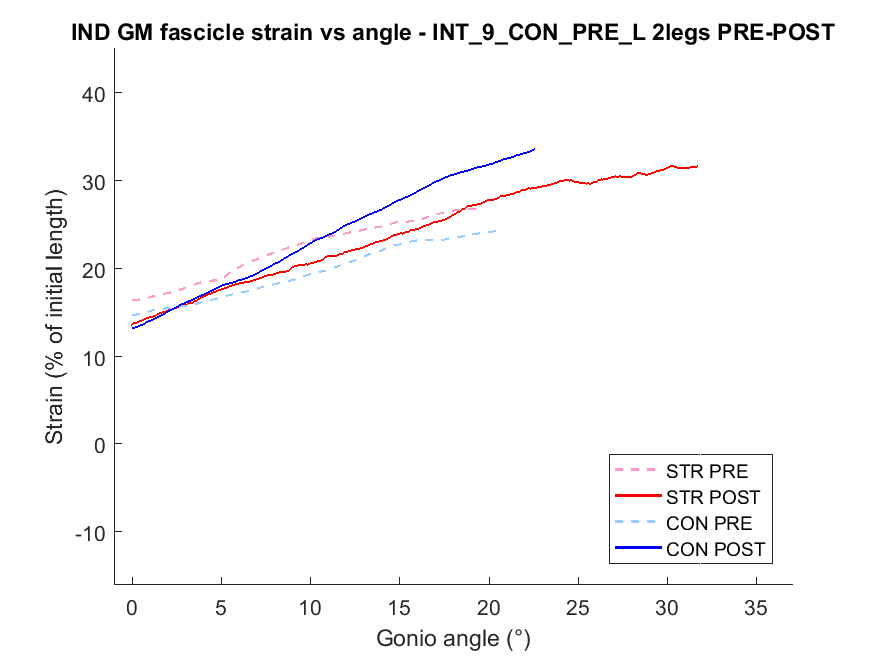 IND GM fascicle strain vs angle - INT_9_CON_PRE_L 2legs PRE-POST
Strain (% of initial length)
40
30
20
10
0
-10
0 5 10 15 20 25 30 35
Gonio angle (°)
STR PRE
STR POST
CON PRE
CON POST